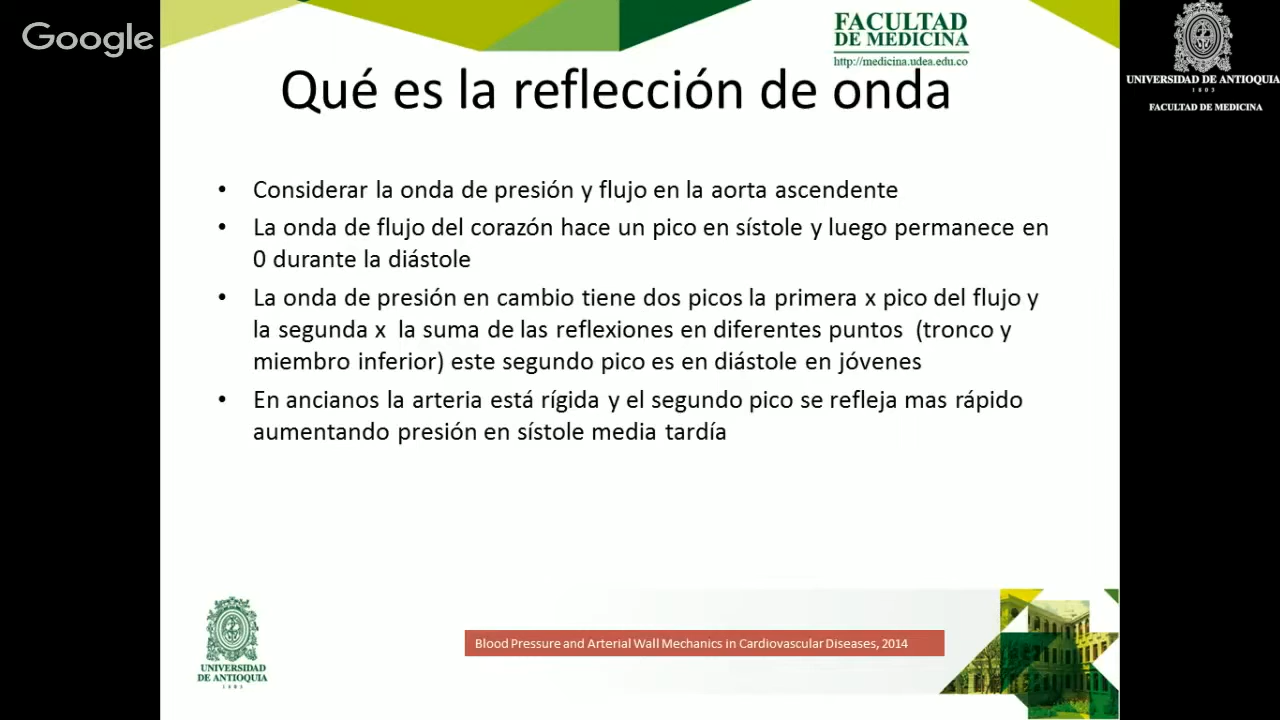 Google
FACULTAD
DE MEDICINA
http://medicina.udea.edu.co
UNIVERSIDAD DE ANTIOQUIA
1803
FACULTAD DE MEDICINA
Qué es la reflección de onda
• Considerar la onda de presión y flujo en la aorta ascendente
• La onda de flujo del corazón hace un pico en sístole y luego permanece en
0 durante la diástole
• La onda de presión en cambio tiene dos picos la primera x pico del flujo y
la segunda x la suma de las reflexiones en diferentes puntos (tronco y
miembro inferior) este segundo pico es en diástole en jóvenes
• En ancianos la arteria está rígida y el segundo pico se refleja mas rápido
aumentando presión en sístole media tardía
Blood Pressure and Arterial Wall Mechanics in Cardiovascular Diseases, 2014
UNIVERSIDAD
DE ANTIOQUIA
1803